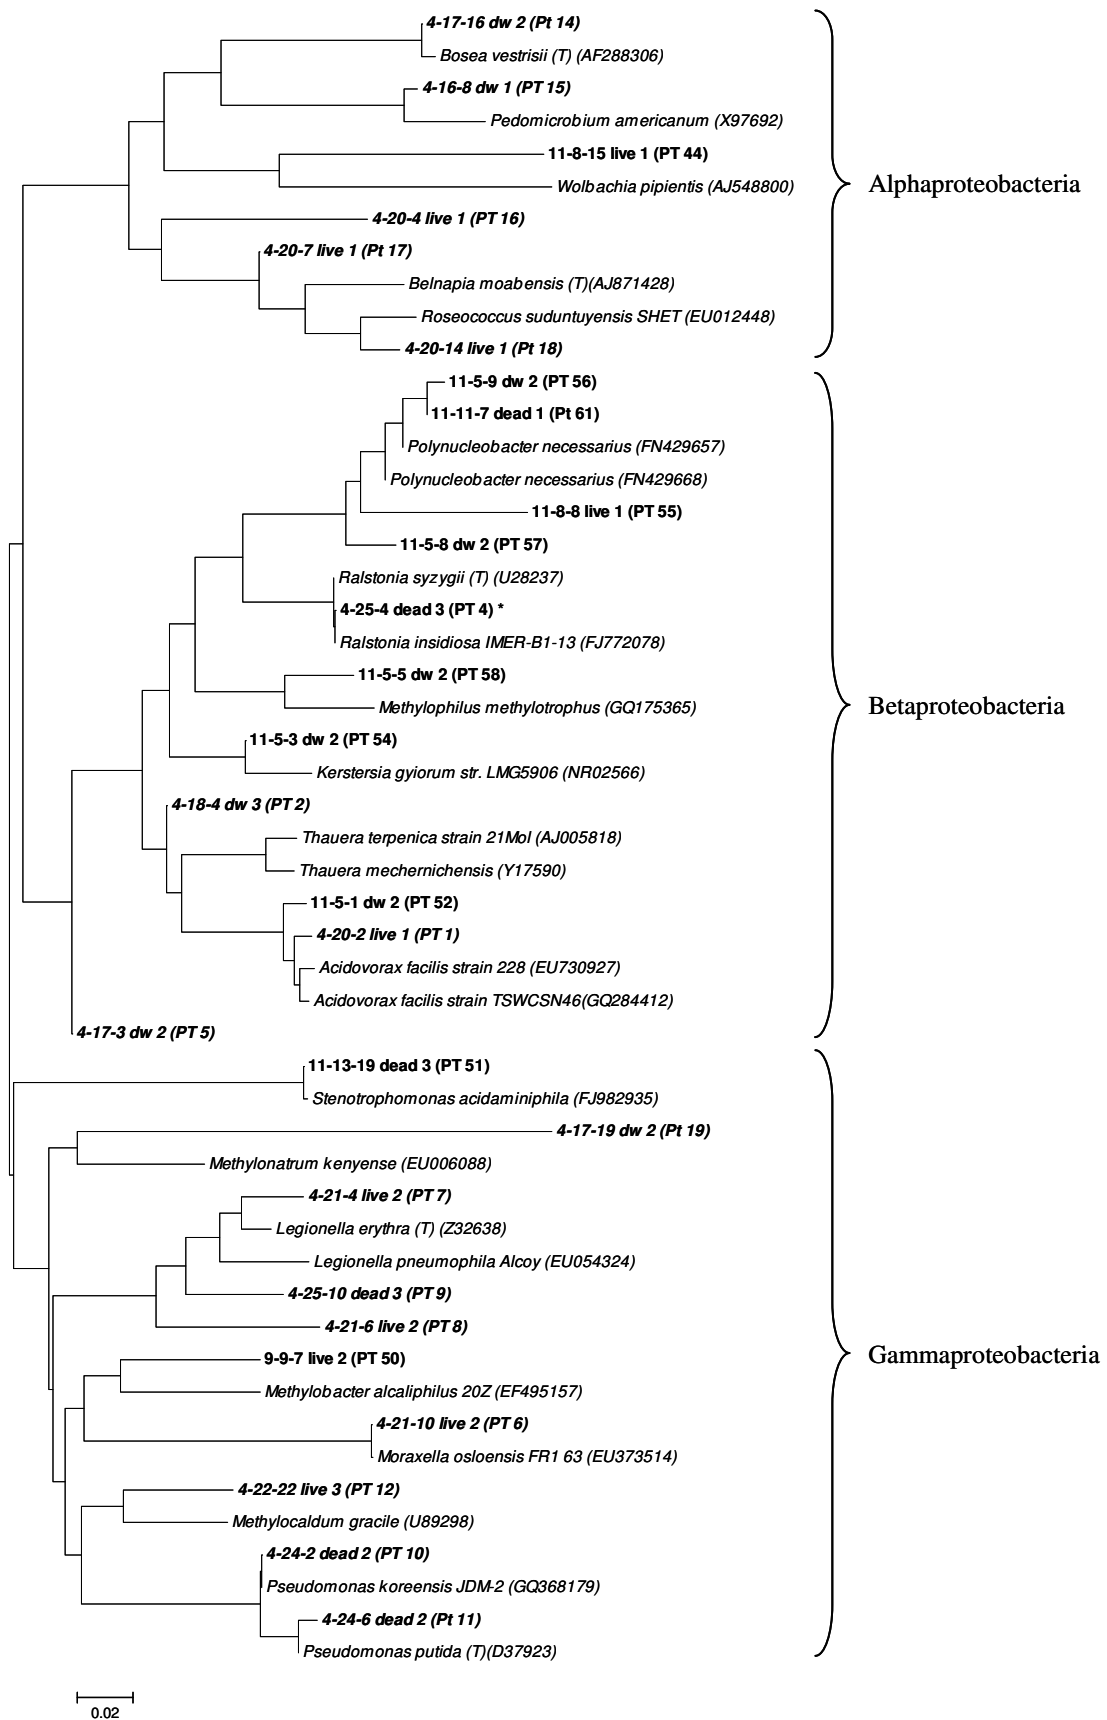 4-17-16 dw 2 (Pt 14)
Bosea vestrisii (T) (AF288306)
4-16-8 dw 1 (PT 15)
Pedomicrobium americanum (X97692)
11-8-15 live 1 (PT 44)
Wolbachia pipientis (AJ548800)
Alphaproteobacteria
4-20-4 live 1 (PT 16)
4-20-7 live 1 (Pt 17)
Belnapia moabensis (T)(AJ871428)
Roseococcus suduntuyensis SHET (EU012448)
4-20-14 live 1 (Pt 18)
11-5-9 dw 2 (PT 56)
11-11-7 dead 1 (Pt 61)
Polynucleobacter necessarius (FN429657)
Polynucleobacter necessarius (FN429668)
11-8-8 live 1 (PT 55)
11-5-8 dw 2 (PT 57)
Ralstonia syzygii (T) (U28237)
4-25-4 dead 3 (PT 4) *
Ralstonia insidiosa IMER-B1-13 (FJ772078)
11-5-5 dw 2 (PT 58)
Methylophilus methylotrophus (GQ175365)
Betaproteobacteria
11-5-3 dw 2 (PT 54)
Kerstersia gyiorum str. LMG5906 (NR02566)
4-18-4 dw 3 (PT 2)
Thauera terpenica strain 21Mol (AJ005818)
Thauera mechernichensis (Y17590)
11-5-1 dw 2 (PT 52)
4-20-2 live 1 (PT 1)
Acidovorax facilis strain 228 (EU730927)
Acidovorax facilis strain TSWCSN46(GQ284412)
4-17-3 dw 2 (PT 5)
11-13-19 dead 3 (PT 51)
Stenotrophomonas acidaminiphila (FJ982935)
4-17-19 dw 2 (Pt 19)
Methylonatrum kenyense (EU006088)
4-21-4 live 2 (PT 7)
Legionella erythra (T) (Z32638)
Legionella pneumophila Alcoy (EU054324)
4-25-10 dead 3 (PT 9)
4-21-6 live 2 (PT 8)
Gammaproteobacteria
9-9-7 live 2 (PT 50)
Methylobacter alcaliphilus 20Z (EF495157)
4-21-10 live 2 (PT 6)
Moraxella osloensis FR1 63 (EU373514)
4-22-22 live 3 (PT 12)
Methylocaldum gracile (U89298)
4-24-2 dead 2 (PT 10)
Pseudomonas koreensis JDM-2 (GQ368179)
4-24-6 dead 2 (Pt 11)
Pseudomonas putida (T)(D37923)
0.02